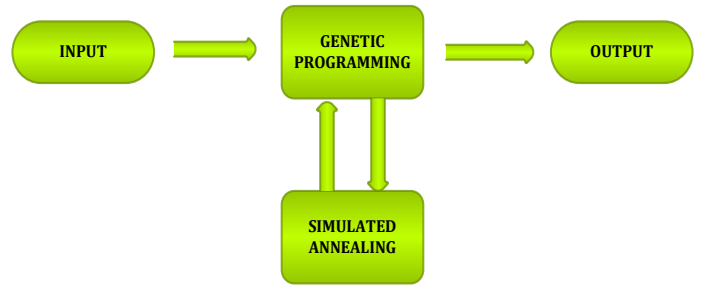 INPUT
GENETIC
PROGRAMMING
OUTPUT
SIMULATED
ANNEALING